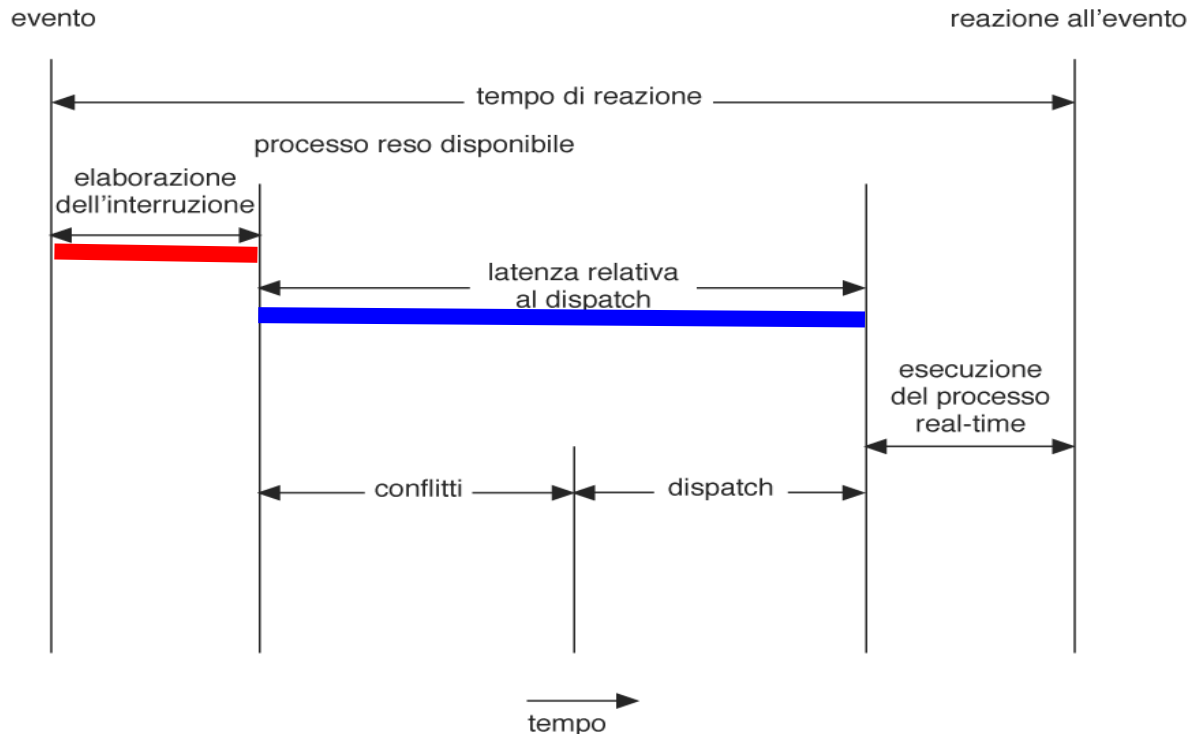 evento
reazione all'evento
tempo di reazione
processo reso disponibile
elaborazione
dell'interruzione
latenza relativa
al dispatch
esecuzione
del processo
real-time
conflitti
dispatch
tempo